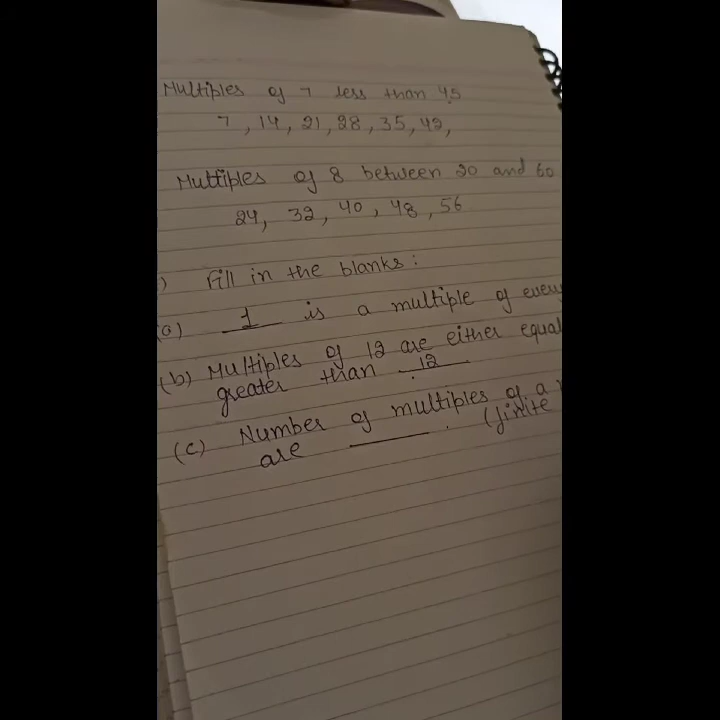 Multiples of 7 less than 45
7, 14, 21, 28, 35, 42,
Multiples of 8 between 20 and 60
24, 32, 40, 48, 56
) Fill in the blanks:
(a) 1 is a multiple of every
(b) Multiples of 12 are either equal
greater than 12
(c) Number of multiples of a
are ______ . (finite